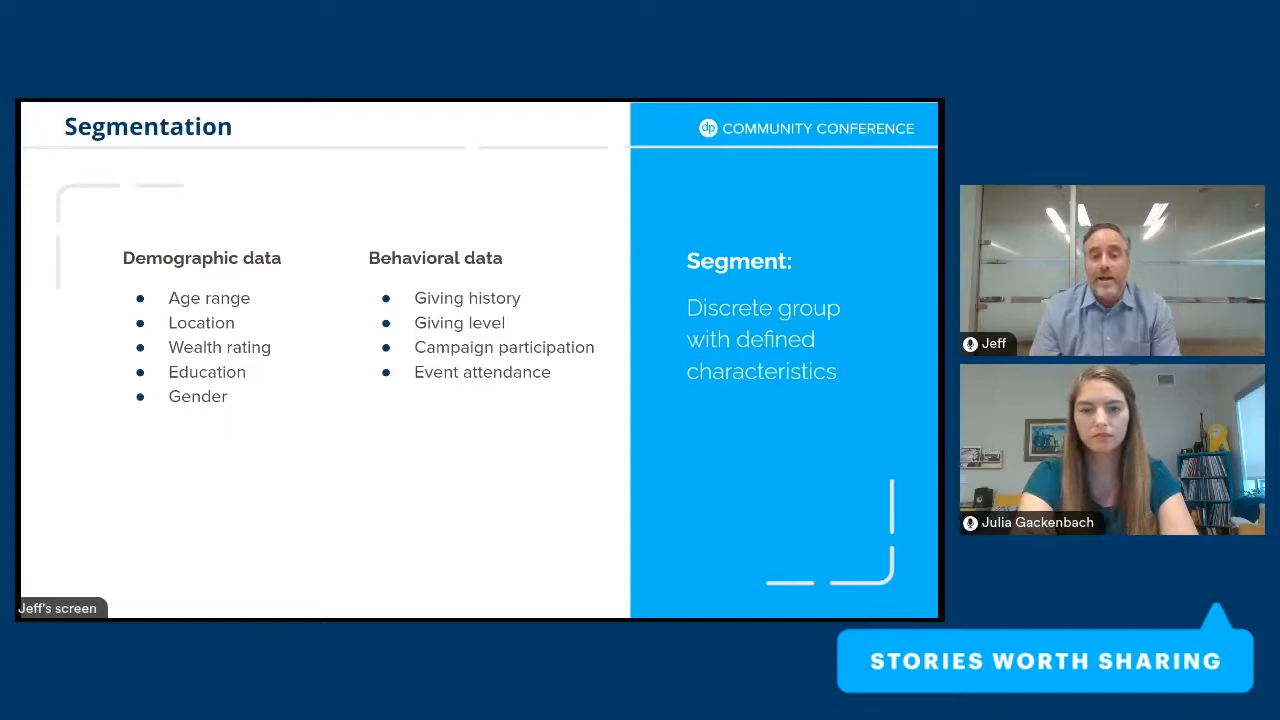 Segmentation
dp COMMUNITY CONFERENCE
Demographic data
Age range
Location
Wealth rating
Education
Gender
Behavioral data
Giving history
Giving level
Campaign participation
Event attendance
Segment:
Discrete group
with defined
characteristics
Jeff's screen
Jeff
Julia Gackenbach
STORIES WORTH SHARING